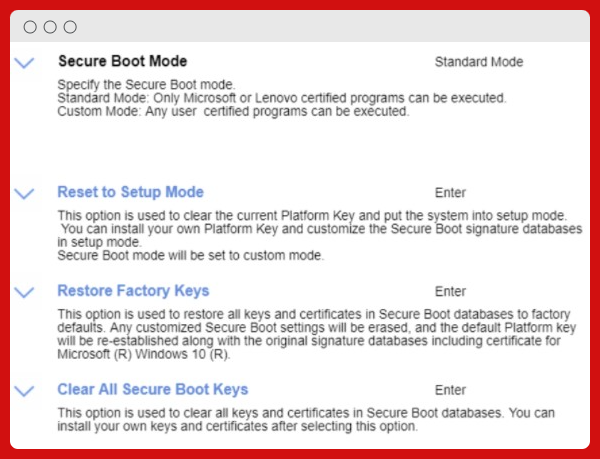 Secure Boot Mode Standard Mode
Specify the Secure Boot mode.
Standard Mode: Only Microsoft or Lenovo certified programs can be executed.
Custom Mode: Any user certified programs can be executed.
Reset to Setup Mode Enter
This option is used to clear the current Platform Key and put the system into setup mode.
You can install your own Platform Key and customize the Secure Boot signature databases
in setup mode.
Secure Boot mode will be set to custom mode.
Restore Factory Keys Enter
This option is used to restore all keys and certificates in Secure Boot databases to factory
defaults. Any customized Secure Boot settings will be erased, and the default Platform key
will be re-established along with the original signature databases including certificate for
Microsoft (R) Windows 10 (R).
Clear All Secure Boot Keys Enter
This option is used to clear all keys and certificates in Secure Boot databases. You can
install your own keys and certificates after selecting this option.